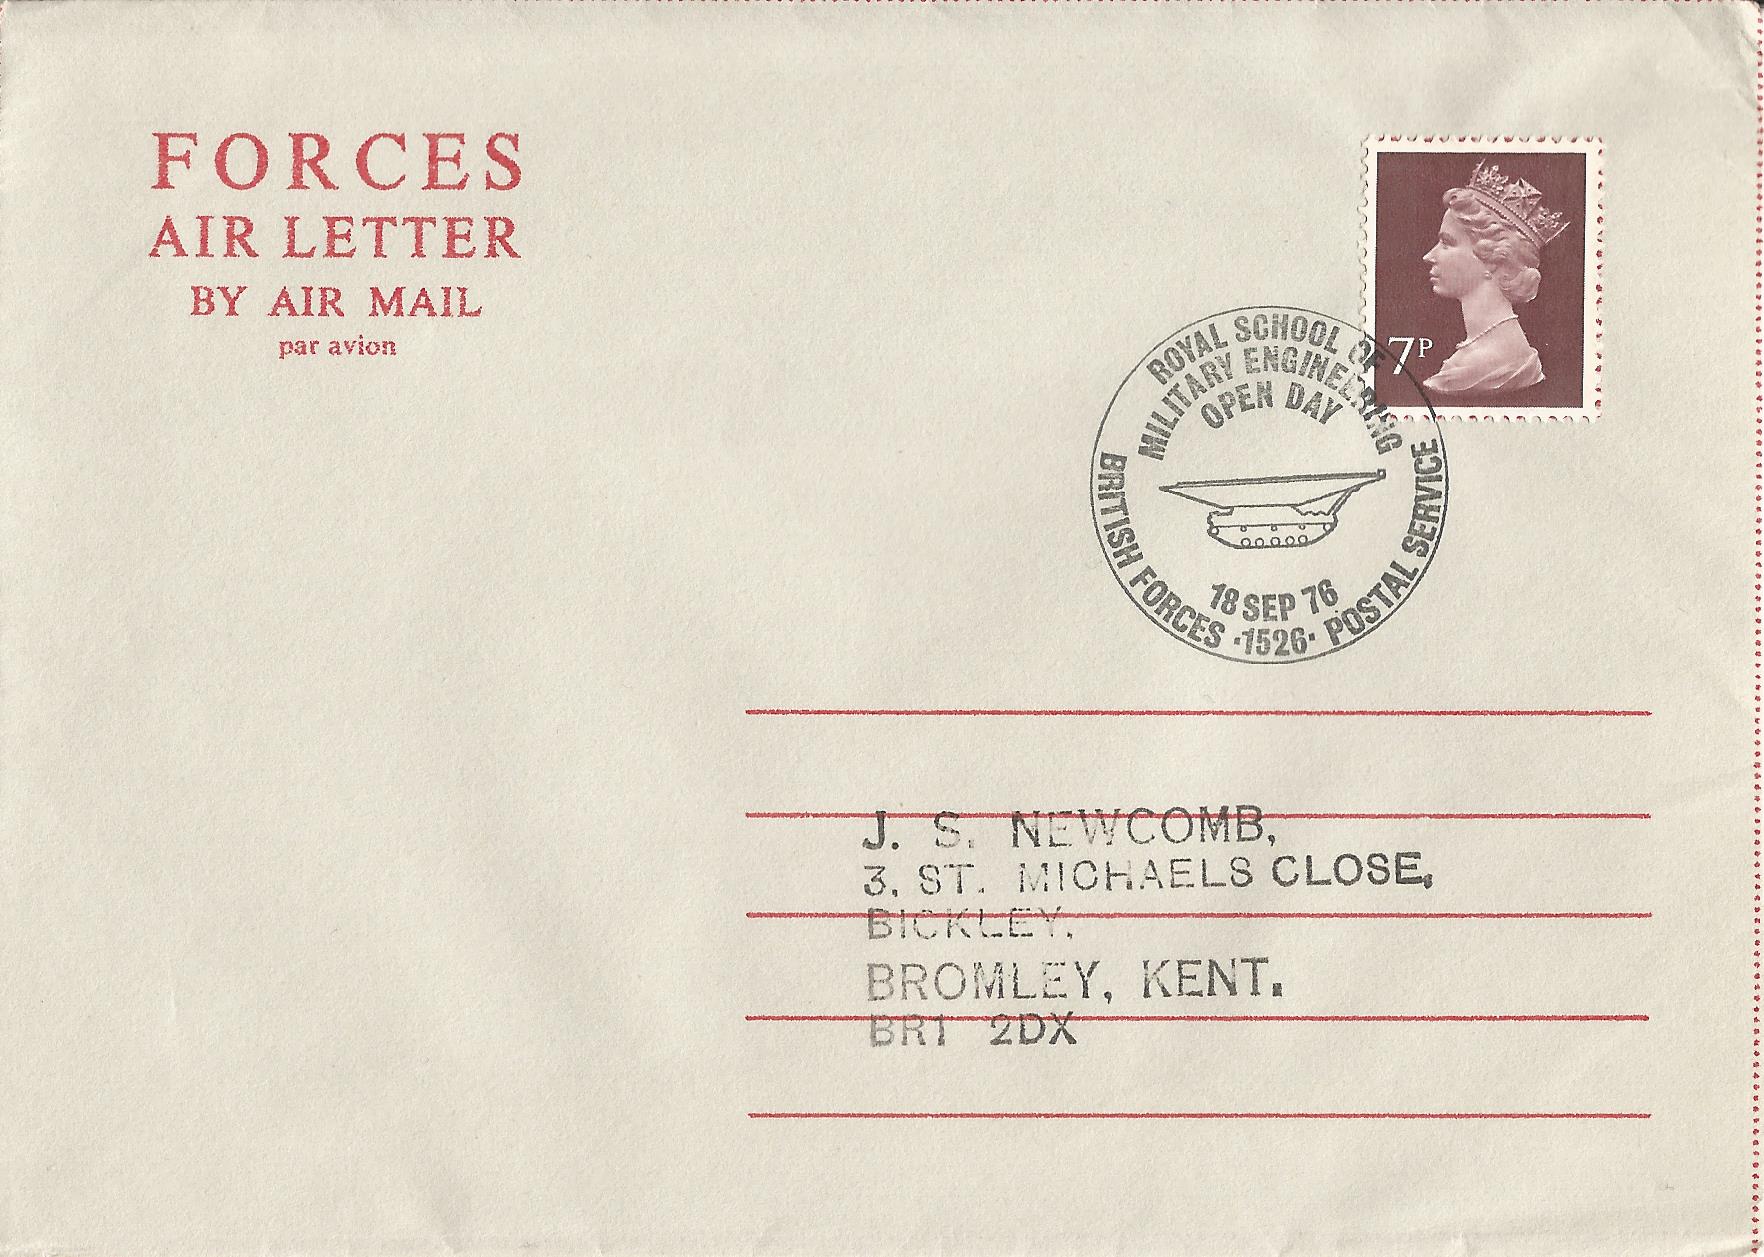 FORCES
AIR LETTER
BY AIR MAIL
par avion
7P
ROYAL SCHOOL OF
MILITARY ENGINEERING
OPEN DAY
18 SEP 76
BRITISH FORCES ·1526· POSTAL SERVICE
J. S. NEWCOMB,
3, ST. MICHAELS CLOSE,
BICKLEY,
BROMLEY, KENT.
BR1 2DX